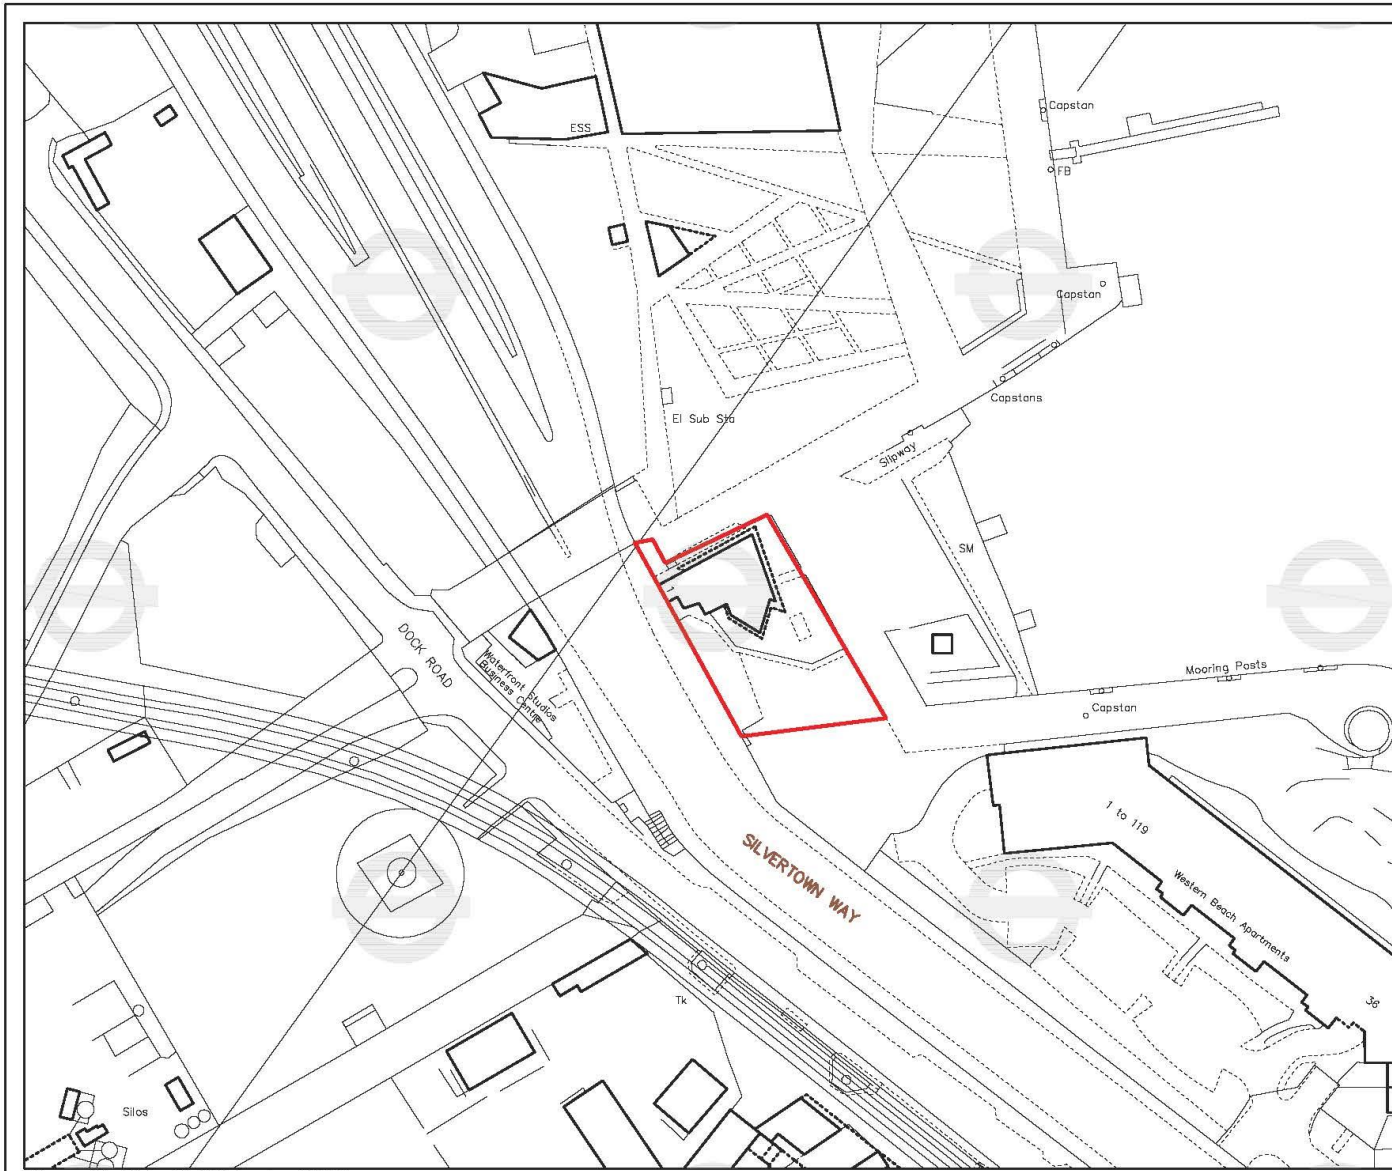 Capstan
ESS
FB
Capstan
Capstans
El Sub Sta
Slipway
SM
DOCK ROAD
Waterfront Studios
Business Centre
Mooring Posts
Capstan
1 to 119
SILVERTOWN WAY
Western Beach Apartments
36
Tk
Silos